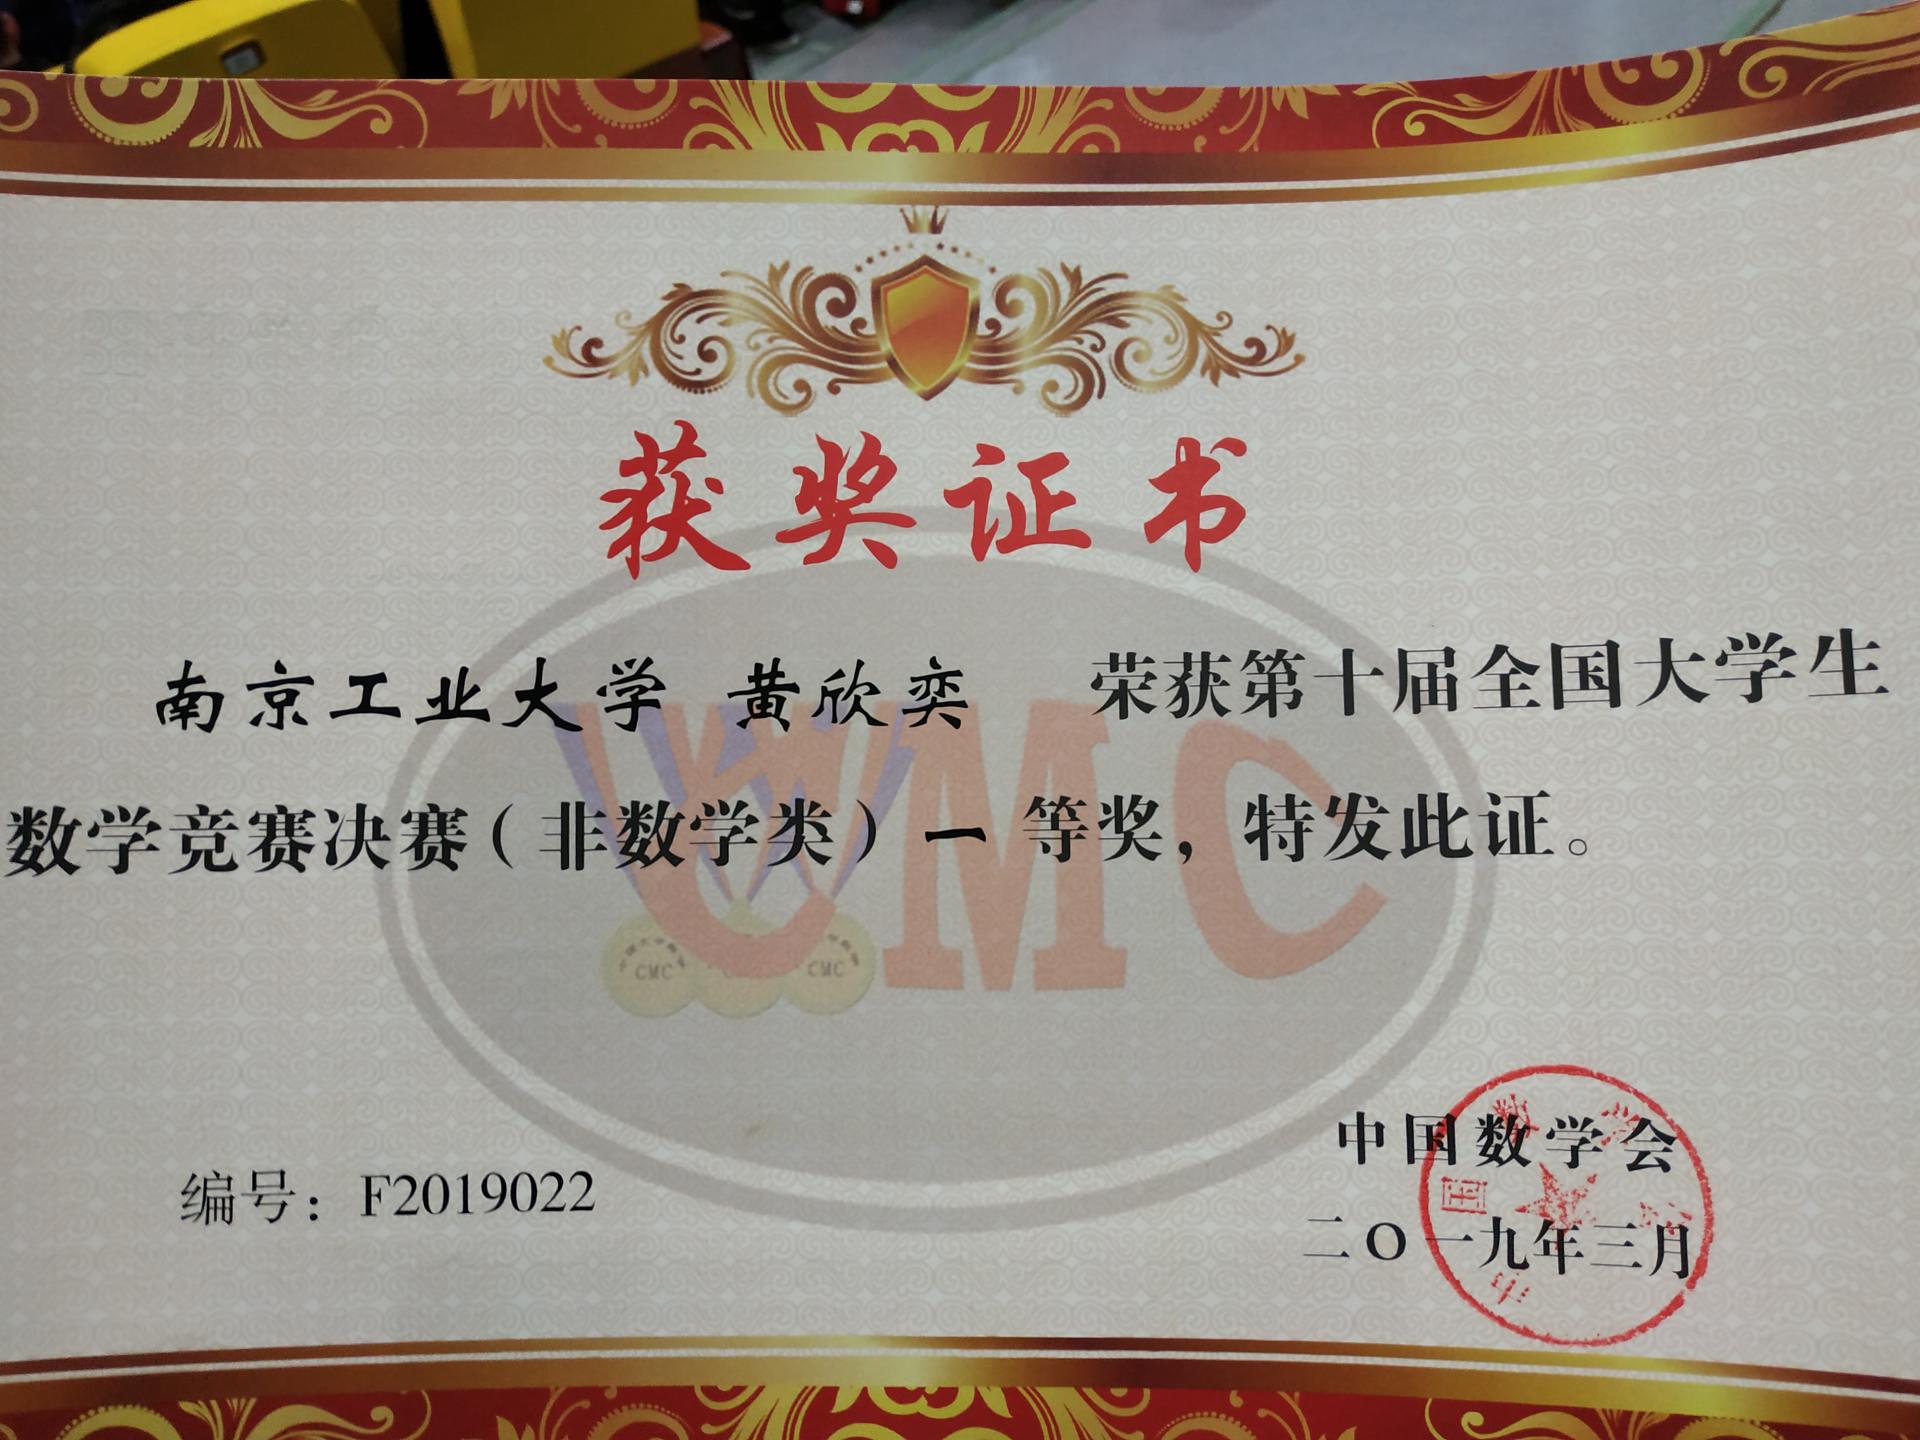 获奖证书
南京工业大学 黄欣奕 荣获第十届全国大学生
数学竞赛决赛（非数学类）一 等奖，特发此证。
CMC
CMC CMC
中国数学会
编号：F2019022
二〇一九年三月